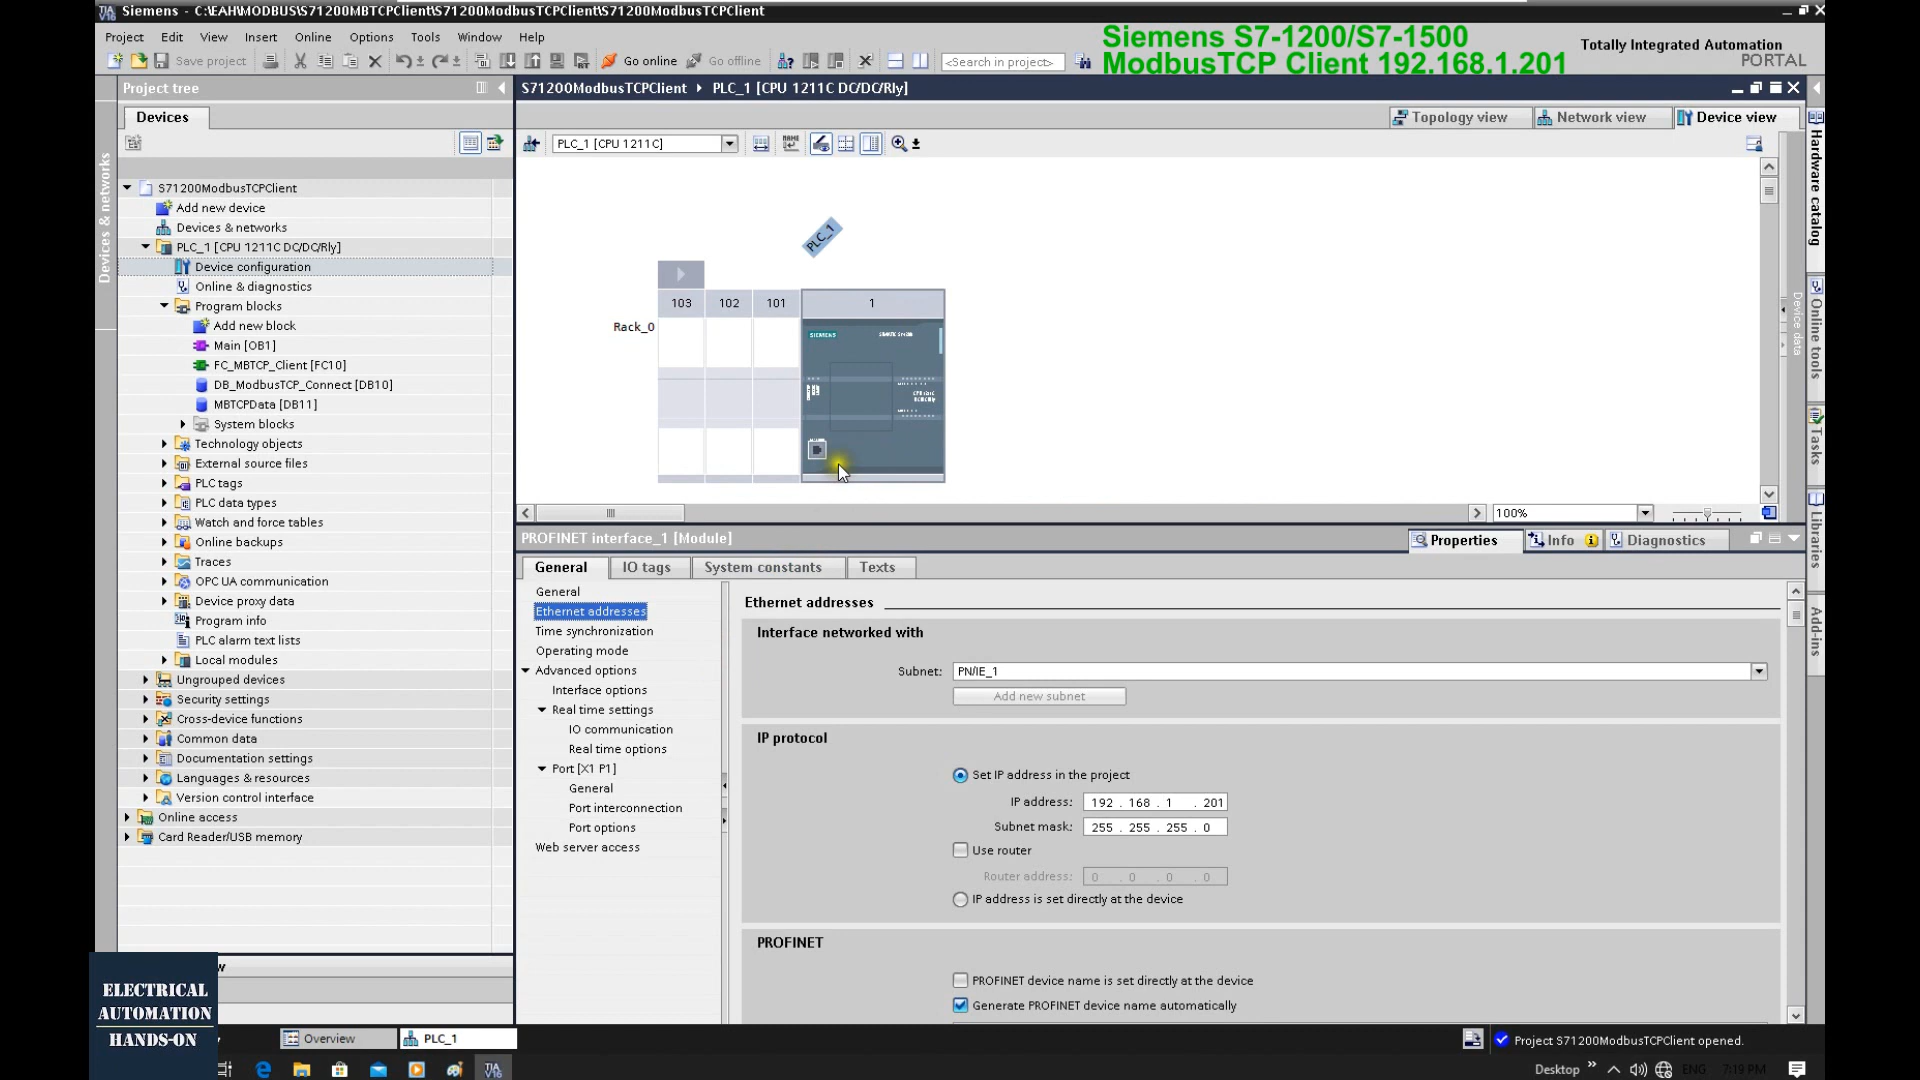 Siemens - C:\EAH\MODBUS\S71200MBTCPClient\S71200ModbusTCPClient\S71200ModbusTCPClient
Project Edit View Insert Online Options Tools Window Help
Siemens S7-1200/S7-1500
ModbusTCP Client 192.168.1.201
Totally Integrated Automation
PORTAL
Save project
Go online
Go offline
<Search in project>
Project tree
S71200ModbusTCPClient
PLC_1 [CPU 1211C DC/DC/Rly]
Devices
Topology view
Network view
Device view
PLC_1 [CPU 1211C]
Devices & networks
S71200ModbusTCPClient
Add new device
Devices & networks
PLC_1 [CPU 1211C DC/DC/Rly]
Device configuration
Online & diagnostics
Program blocks
Add new block
Main [OB1]
FC_MBTCP_Client [FC10]
DB_ModbusTCP_Connect [DB10]
MBTCPData [DB11]
System blocks
Technology objects
External source files
PLC tags
PLC data types
Watch and force tables
Online backups
Traces
OPC UA communication
Device proxy data
Program info
PLC alarm text lists
Local modules
Ungrouped devices
Security settings
Cross-device functions
Common data
Documentation settings
Languages & resources
Version control interface
Online access
Card Reader/USB memory
PLC_1
103 102 101 1
Rack_0
SIEMENS
100%
Device data
Hardware catalog
Online tools
Tasks
Libraries
Add-ins
PROFINET interface_1 [Module]
Properties
Info
Diagnostics
General
IO tags
System constants
Texts
General
Ethernet addresses
Time synchronization
Operating mode
Advanced options
Interface options
Real time settings
IO communication
Real time options
Port [X1 P1]
General
Port interconnection
Port options
Web server access
Ethernet addresses
Interface networked with
Subnet: PN/IE_1
Add new subnet
IP protocol
Set IP address in the project
IP address: 192 . 168 . 1 . 201
Subnet mask: 255 . 255 . 255 . 0
Use router
Router address: 0 . 0 . 0 . 0
IP address is set directly at the device
PROFINET
PROFINET device name is set directly at the device
Generate PROFINET device name automatically
ELECTRICAL
AUTOMATION
HANDS-ON
Overview
PLC_1
Project S71200ModbusTCPClient opened.
Desktop
ENG
7:19 PM